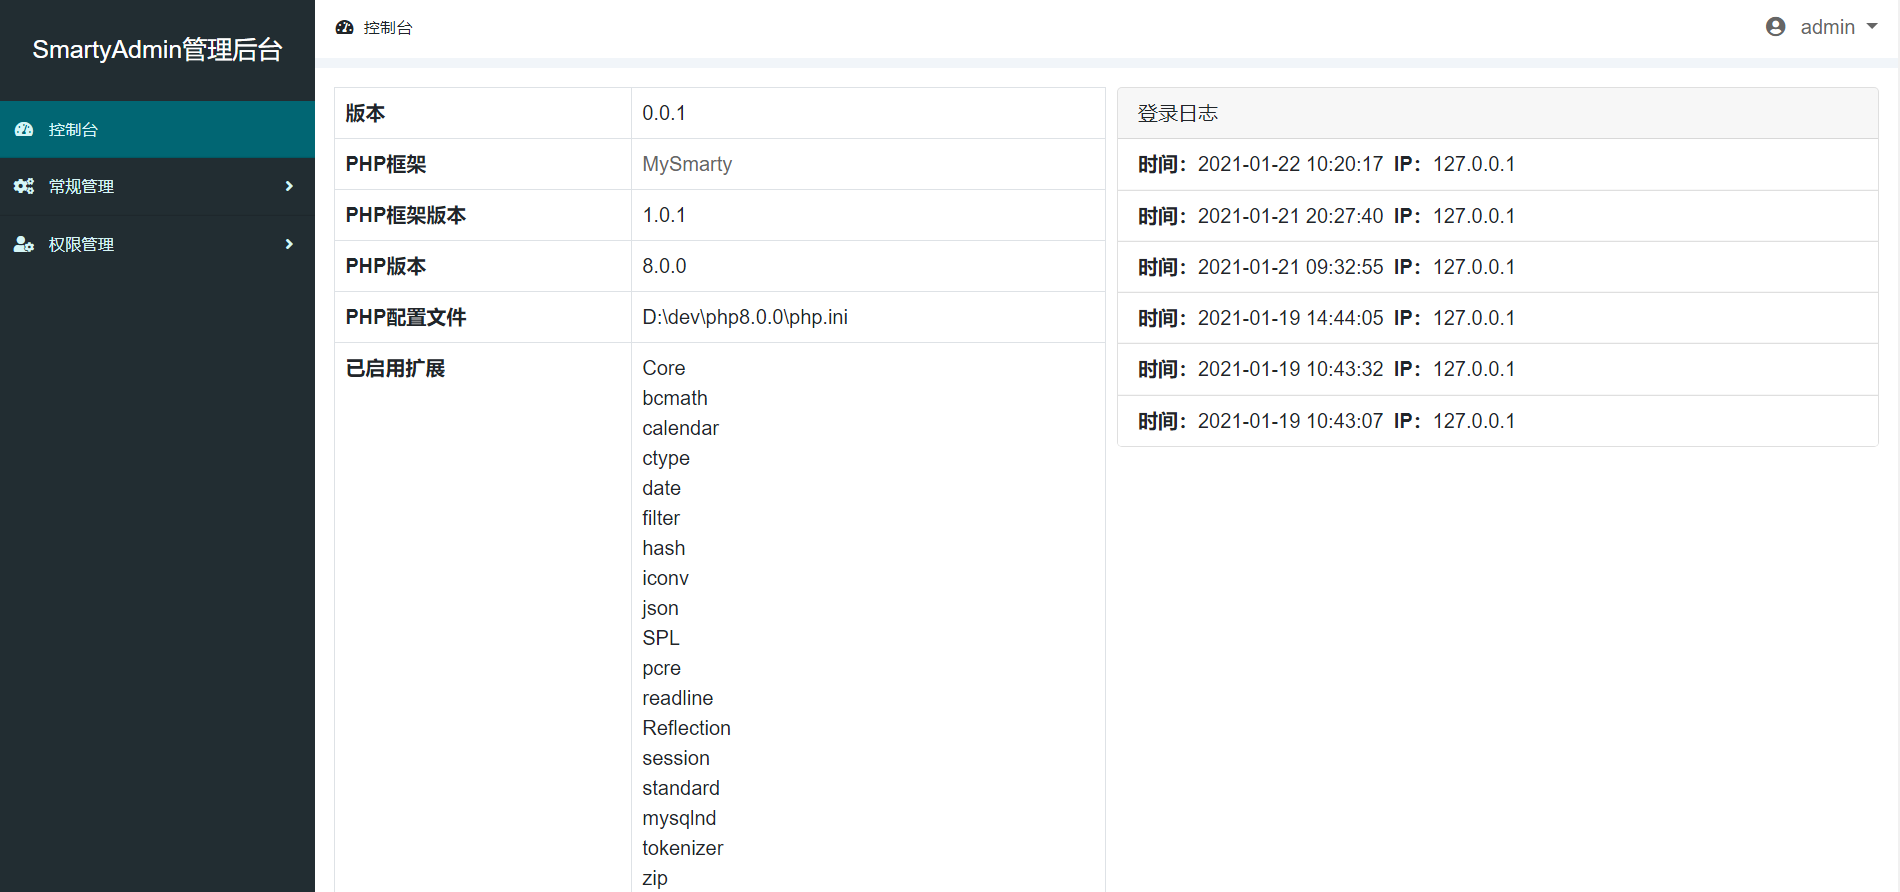 SmartyAdmin管理后台
控制台
常规管理
权限管理
控制台
admin
版本 0.0.1
PHP框架 MySmarty
PHP框架版本 1.0.1
PHP版本 8.0.0
PHP配置文件 D:\dev\php8.0.0\php.ini
已启用扩展 Core
bcmath
calendar
ctype
date
filter
hash
iconv
json
SPL
pcre
readline
Reflection
session
standard
mysqlnd
tokenizer
zip
登录日志
时间：2021-01-22 10:20:17 IP：127.0.0.1
时间：2021-01-21 20:27:40 IP：127.0.0.1
时间：2021-01-21 09:32:55 IP：127.0.0.1
时间：2021-01-19 14:44:05 IP：127.0.0.1
时间：2021-01-19 10:43:32 IP：127.0.0.1
时间：2021-01-19 10:43:07 IP：127.0.0.1